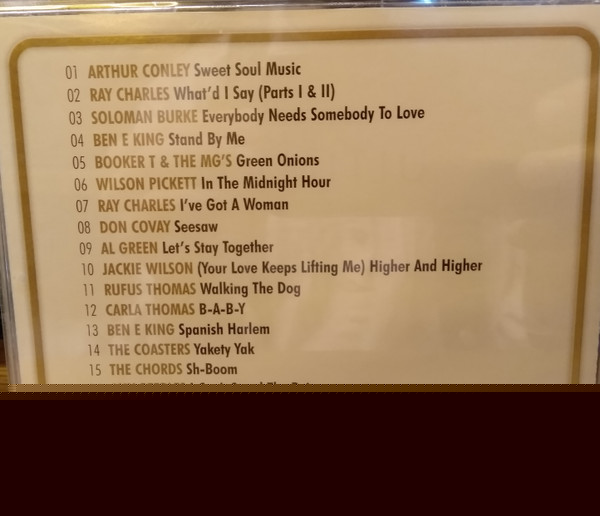 01 ARTHUR CONLEY Sweet Soul Music
02 RAY CHARLES What'd I Say (Parts I & II)
03 SOLOMAN BURKE Everybody Needs Somebody To Love
04 BEN E KING Stand By Me
05 BOOKER T & THE MG'S Green Onions
06 WILSON PICKETT In The Midnight Hour
07 RAY CHARLES I've Got A Woman
08 DON COVAY Seesaw
09 AL GREEN Let's Stay Together
10 JACKIE WILSON (Your Love Keeps Lifting Me) Higher And Higher
11 RUFUS THOMAS Walking The Dog
12 CARLA THOMAS B-A-B-Y
13 BEN E KING Spanish Harlem
14 THE COASTERS Yakety Yak
15 THE CHORDS Sh-Boom